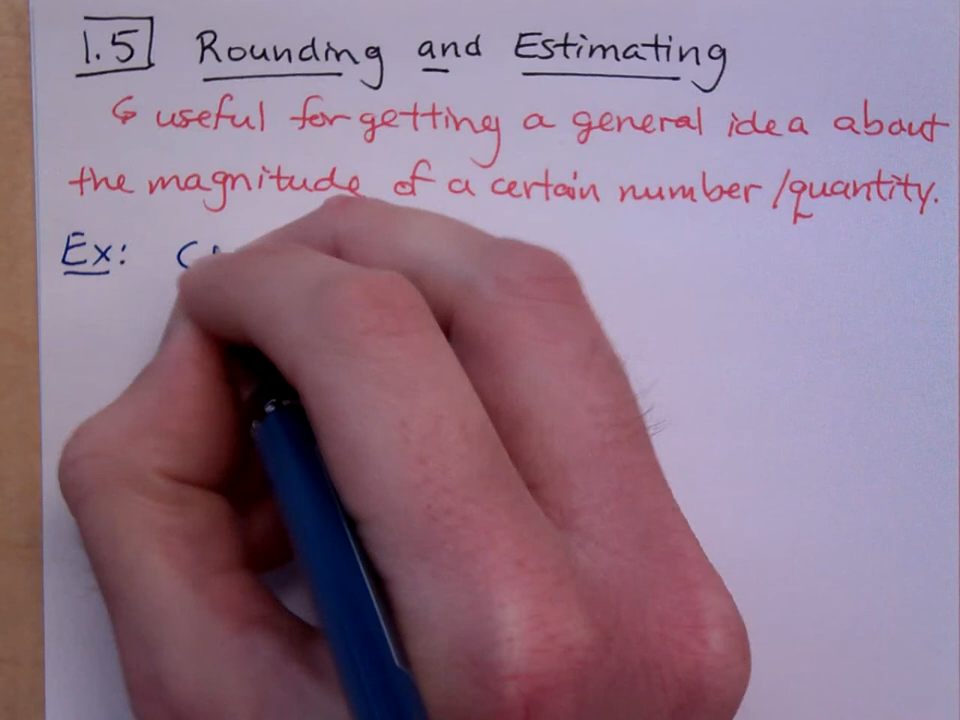 1.5 Rounding and Estimating
↳ useful for getting a general idea about
the magnitude of a certain number/quantity.
Ex: